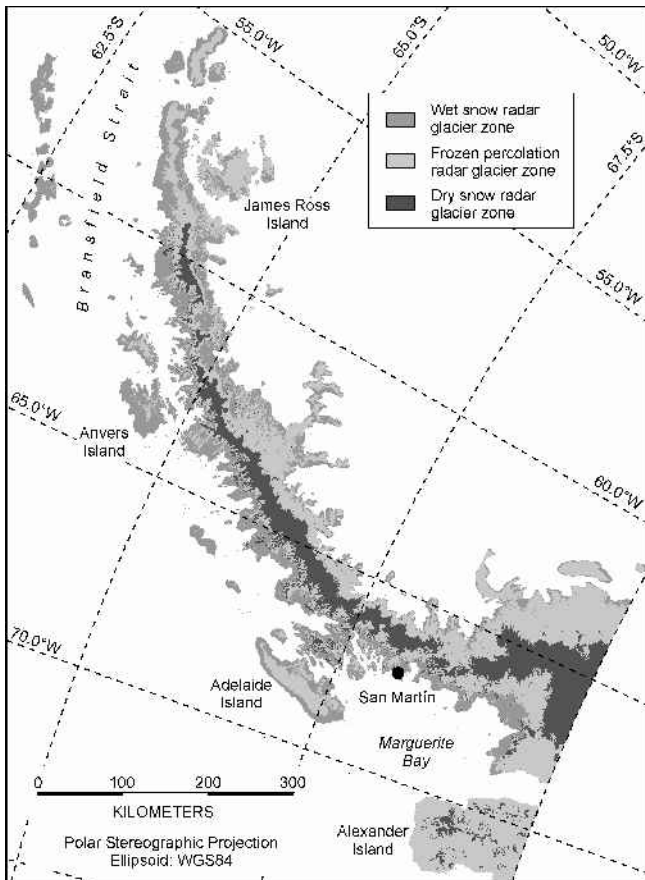 62.5°S
55.0°W
65.0°S
50.0°W
Bransfield Strait
Wet snow radar
glacier zone
Frozen percolation
radar glacier zone
Dry snow radar
glacier zone
67.5°S
James Ross
Island
55.0°W
65.0°W
Anvers
Island
60.0°W
70.0°W
Adelaide
Island
San Martín
Marguerite
Bay
0 100 200 300
KILOMETERS
Polar Stereographic Projection
Ellipsoid: WGS84
Alexander
Island